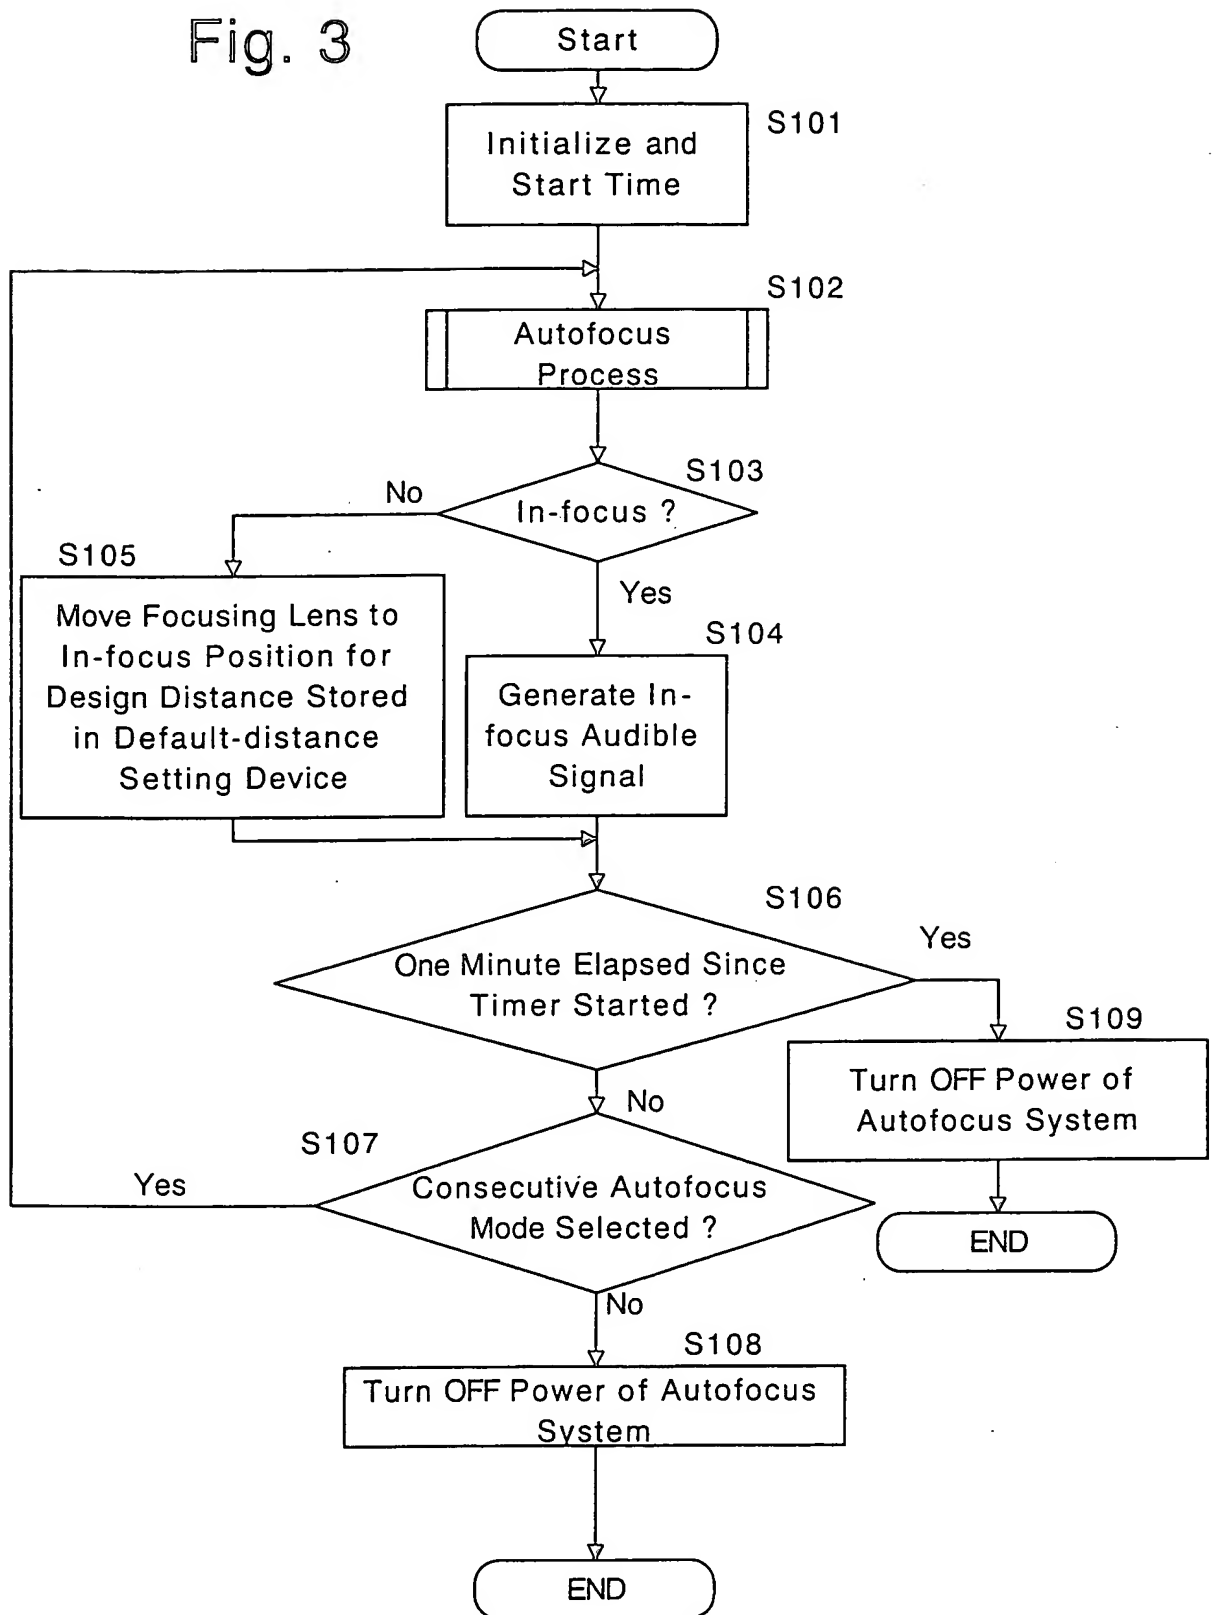 Fig. 3
Start
S101
Initialize and
Start Time
S102
Autofocus
Process
S103
In-focus ?
No
Yes
S105
Move Focusing Lens to
In-focus Position for
Design Distance Stored
in Default-distance
Setting Device
S104
Generate In-
focus Audible
Signal
S106
One Minute Elapsed Since
Timer Started ?
Yes
No
S109
Turn OFF Power of
Autofocus System
END
S107
Consecutive Autofocus
Mode Selected ?
Yes
No
S108
Turn OFF Power of Autofocus
System
END